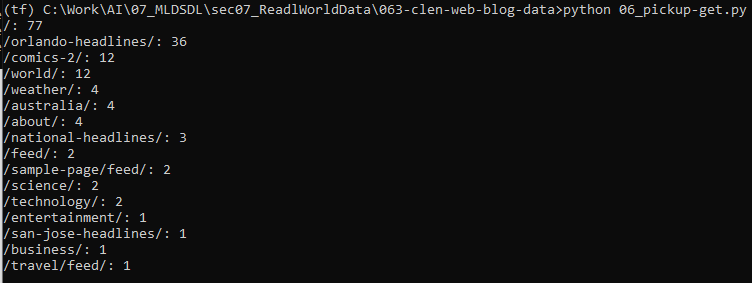 (tf) C:\Work\AI\07_MLDSDL\sec07_ReadlWorldData\063-clen-web-blog-data>python 06_pickup-get.py
/: 77
/orlando-headlines/: 36
/comics-2/: 12
/world/: 12
/weather/: 4
/australia/: 4
/about/: 4
/national-headlines/: 3
/feed/: 2
/sample-page/feed/: 2
/science/: 2
/technology/: 2
/entertainment/: 1
/san-jose-headlines/: 1
/business/: 1
/travel/feed/: 1